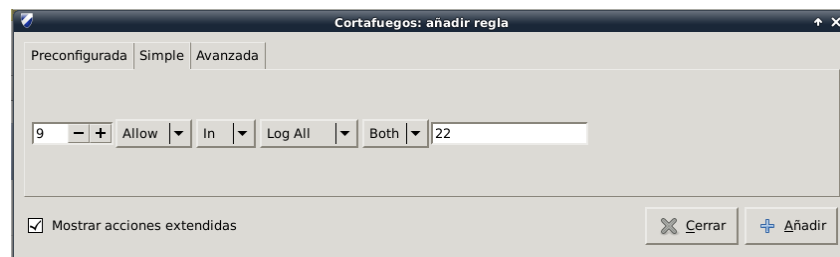 Cortafuegos: añadir regla
Preconfigurada Simple Avanzada
9 − + Allow In Log All Both 22
Mostrar acciones extendidas Cerrar Añadir